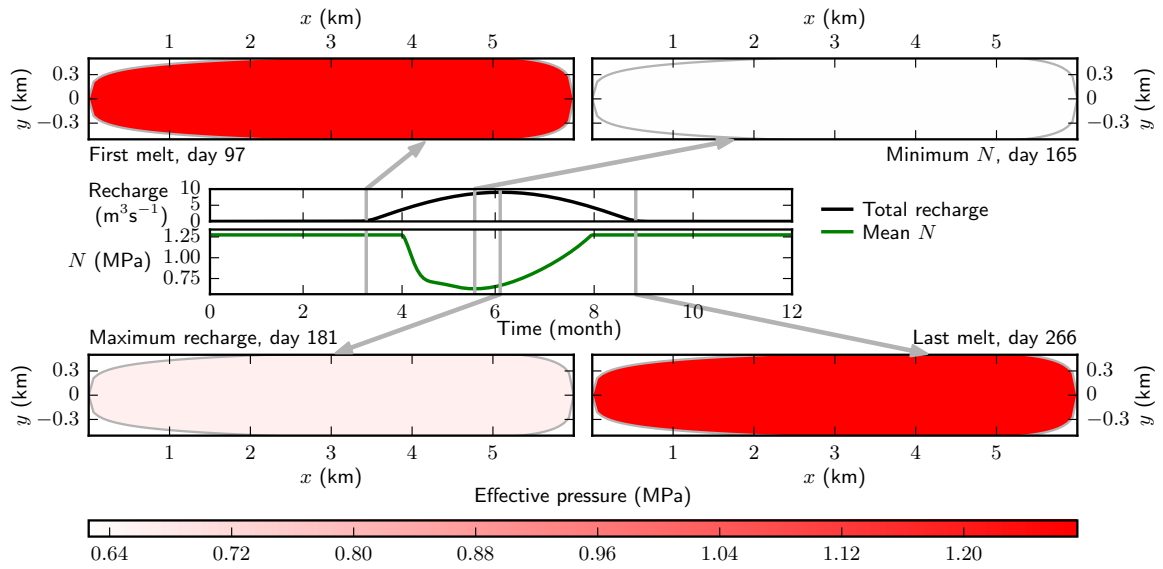 x (km) x (km)
1 2 3 4 5 1 2 3 4 5
y (km) 0.3 0 −0.3
0.3 0 −0.3 y (km)
First melt, day 97 Minimum N, day 165
Recharge
(m³s⁻¹)
10
5
0
Total recharge
Mean N
N (MPa)
1.25
1.00
0.75
0 2 4 6 8 10 12
Time (month)
Maximum recharge, day 181 Last melt, day 266
y (km) 0.3 0 −0.3
0.3 0 −0.3 y (km)
1 2 3 4 5 1 2 3 4 5
x (km) x (km)
Effective pressure (MPa)
0.64 0.72 0.80 0.88 0.96 1.04 1.12 1.20